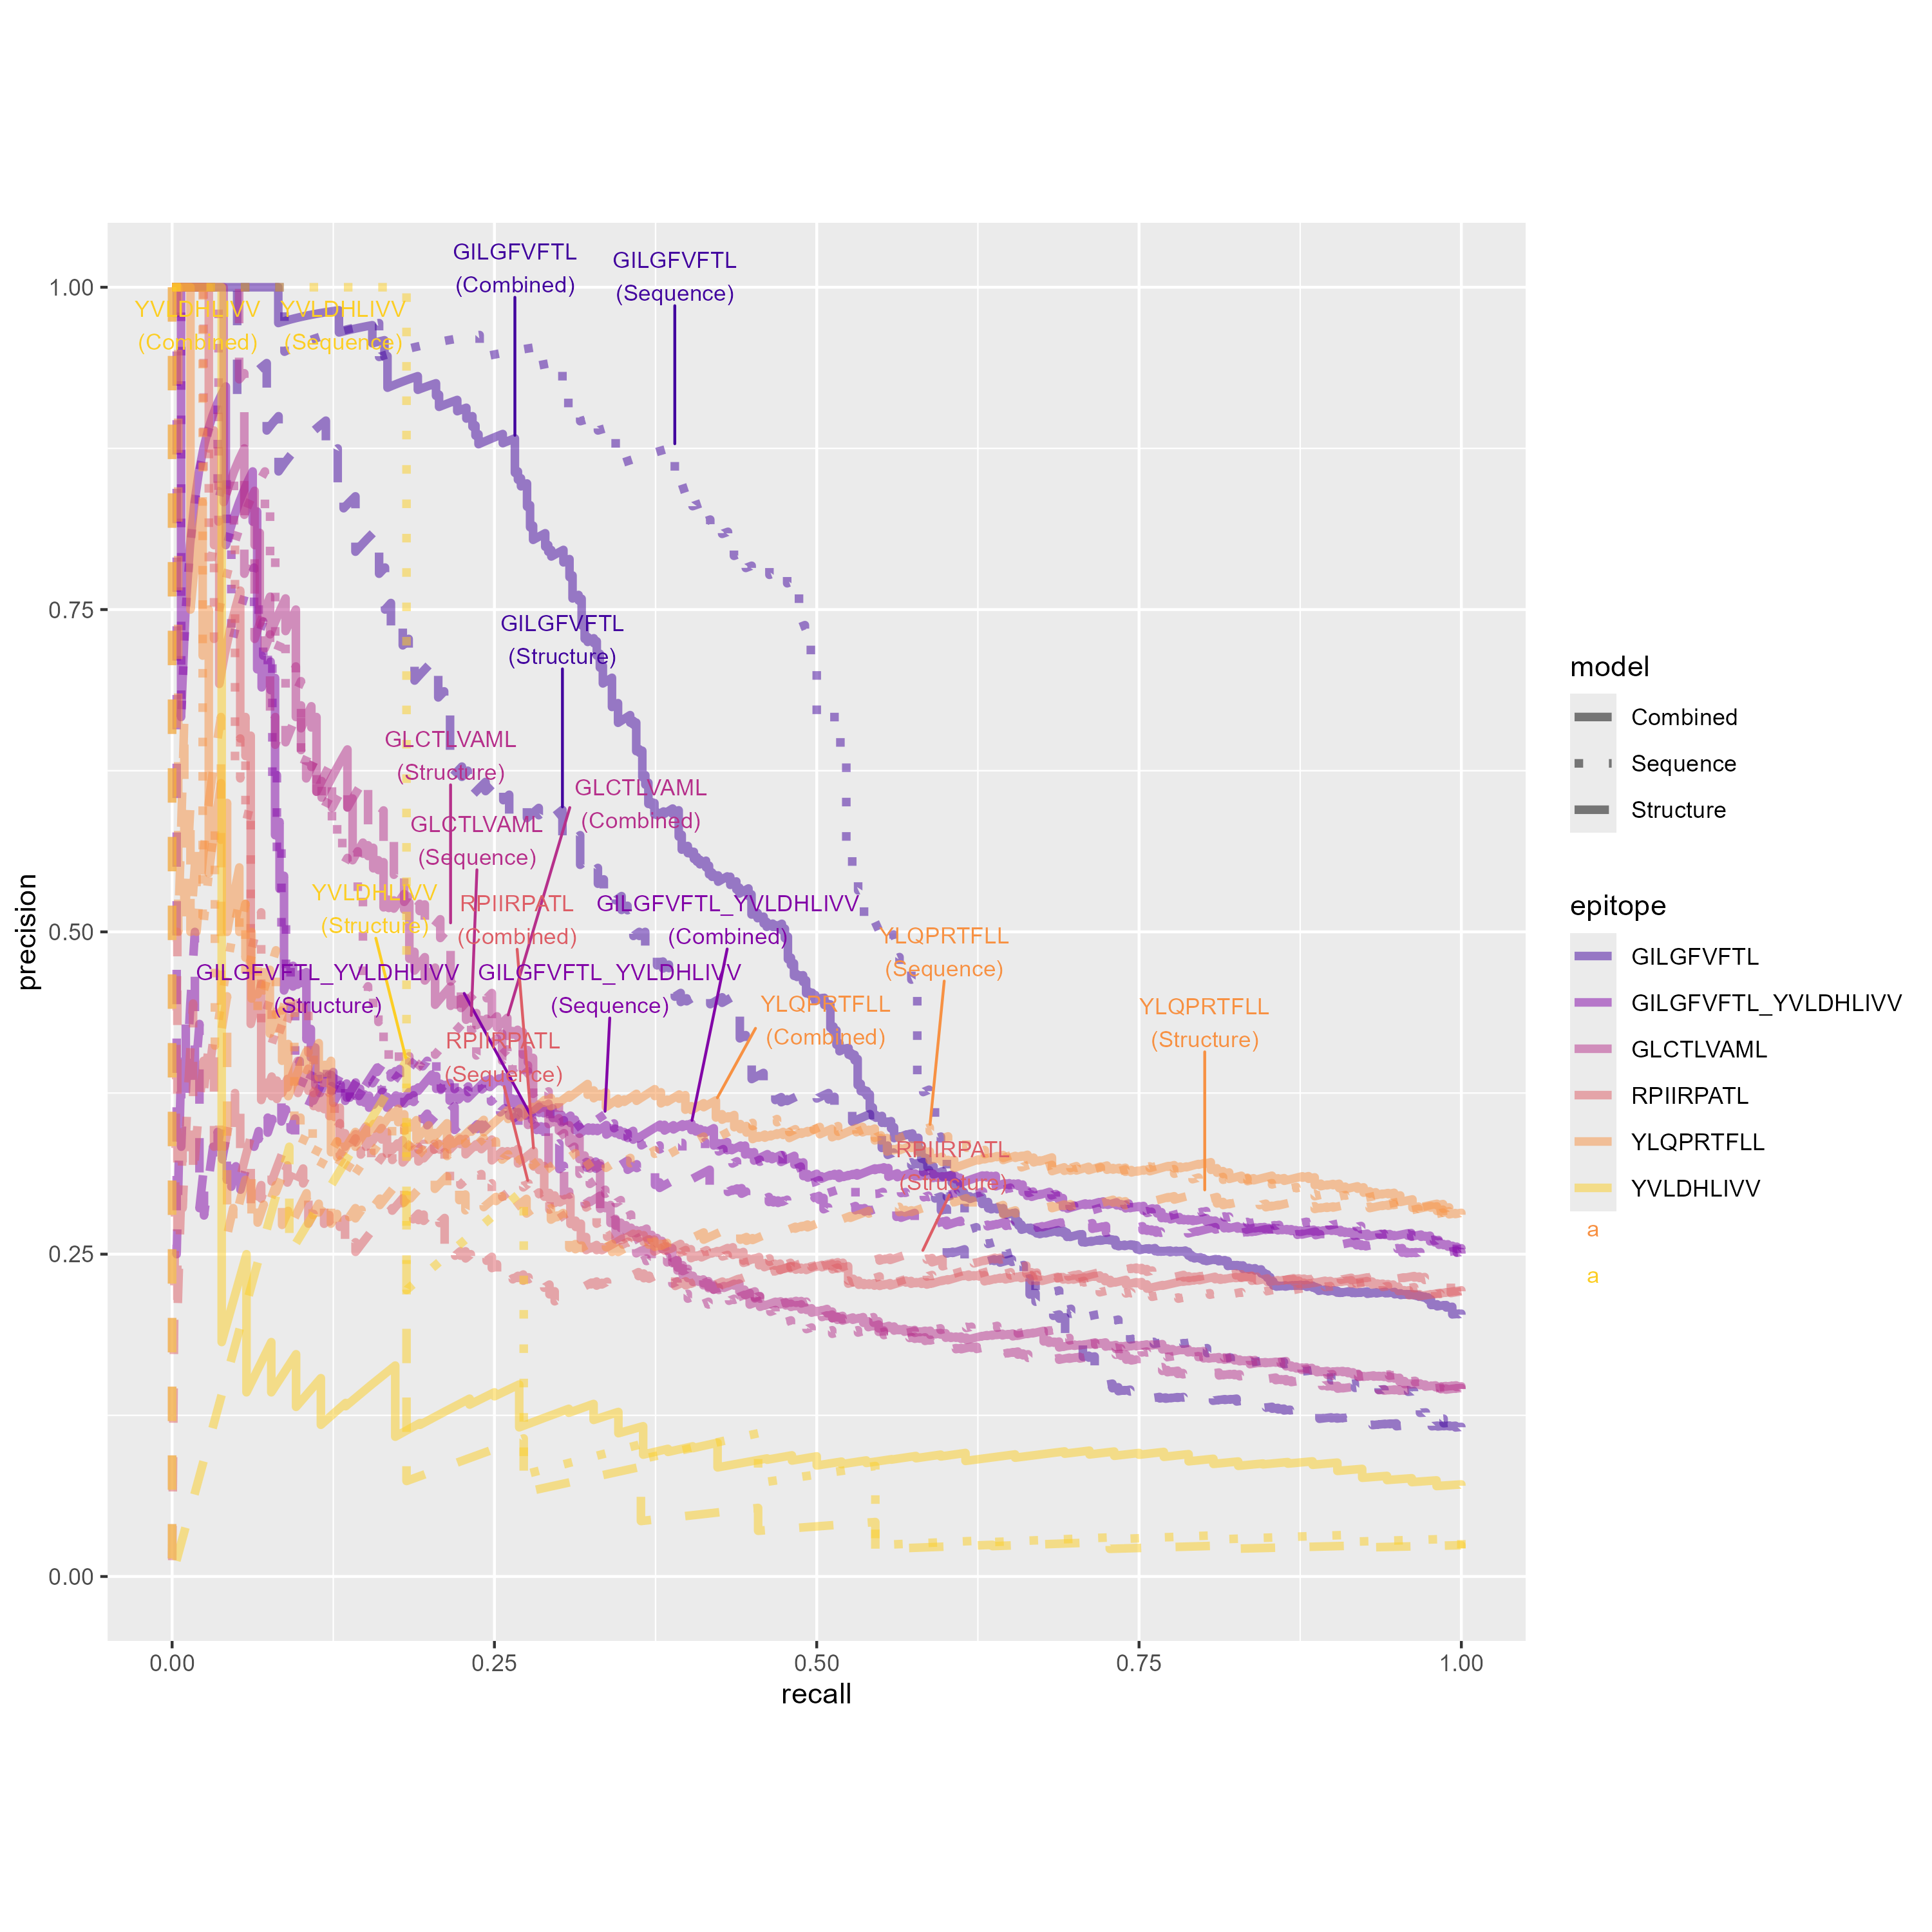 GILGFVFTL
(Combined)
GILGFVFTL
(Sequence)
YVLDHLIVV
(Combined)
YVLDHLIVV
(Sequence)
GILGFVFTL
(Structure)
GLCTLVAML
(Structure)
GLCTLVAML
(Combined)
GLCTLVAML
(Sequence)
YVLDHLIVV
(Structure)
RPIIRPATL
(Combined)
GILGFVFTL_YVLDHLIVV
(Combined)
YLQPRTFLL
(Sequence)
GILGFVFTL_YVLDHLIVV
(Structure)
GILGFVFTL_YVLDHLIVV
(Sequence)
YLQPRTFLL
(Combined)
YLQPRTFLL
(Structure)
RPIIRPATL
(Sequence)
RPIIRPATL
(Structure)
1.00
0.75
0.50
0.25
0.00
precision
0.00
0.25
0.50
0.75
1.00
recall
model
Combined
Sequence
Structure
epitope
GILGFVFTL
GILGFVFTL_YVLDHLIVV
GLCTLVAML
RPIIRPATL
YLQPRTFLL
YVLDHLIVV
a
a